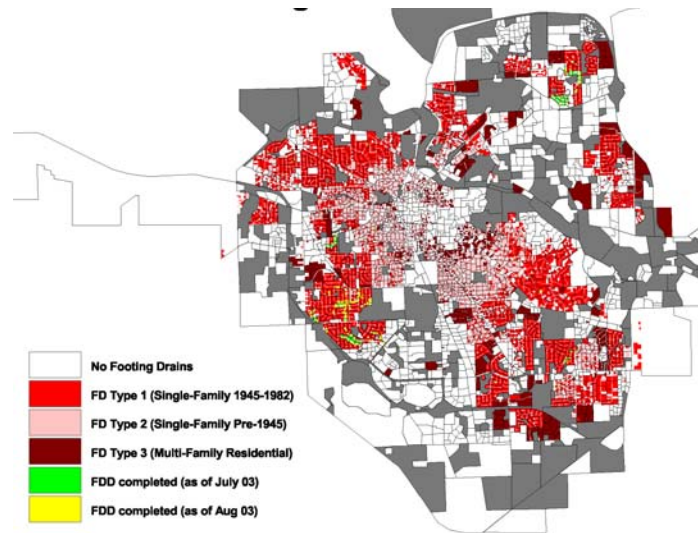 No Footing Drains
FD Type 1 (Single-Family 1945-1982)
FD Type 2 (Single-Family Pre-1945)
FD Type 3 (Multi-Family Residential)
FDD completed (as of July 03)
FDD completed (as of Aug 03)